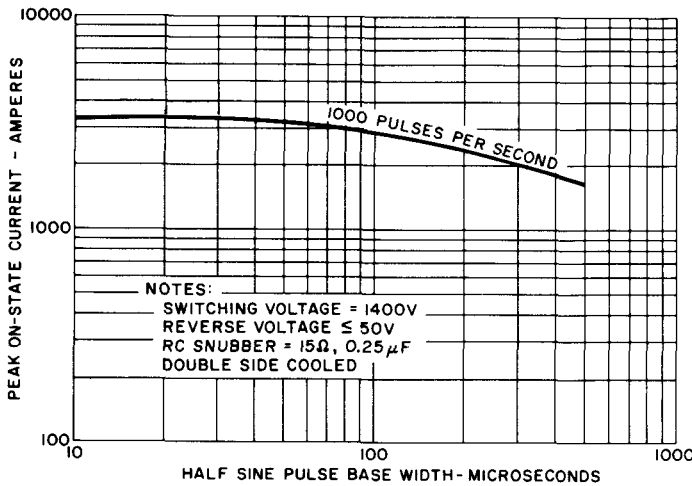 10000
1000
100
PEAK ON-STATE CURRENT - AMPERES
1000 PULSES PER SECOND
NOTES:
SWITCHING VOLTAGE = 1400V
REVERSE VOLTAGE ≤ 50V
RC SNUBBER = 15Ω, 0.25μF
DOUBLE SIDE COOLED
10 100 1000
HALF SINE PULSE BASE WIDTH-MICROSECONDS